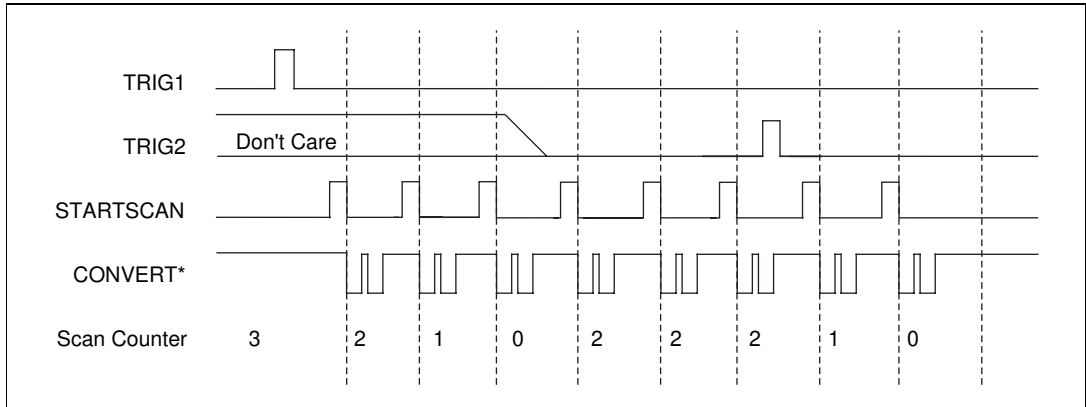 TRIG1
TRIG2 Don't Care
STARTSCAN
CONVERT*
Scan Counter 3 2 1 0 2 2 2 1 0